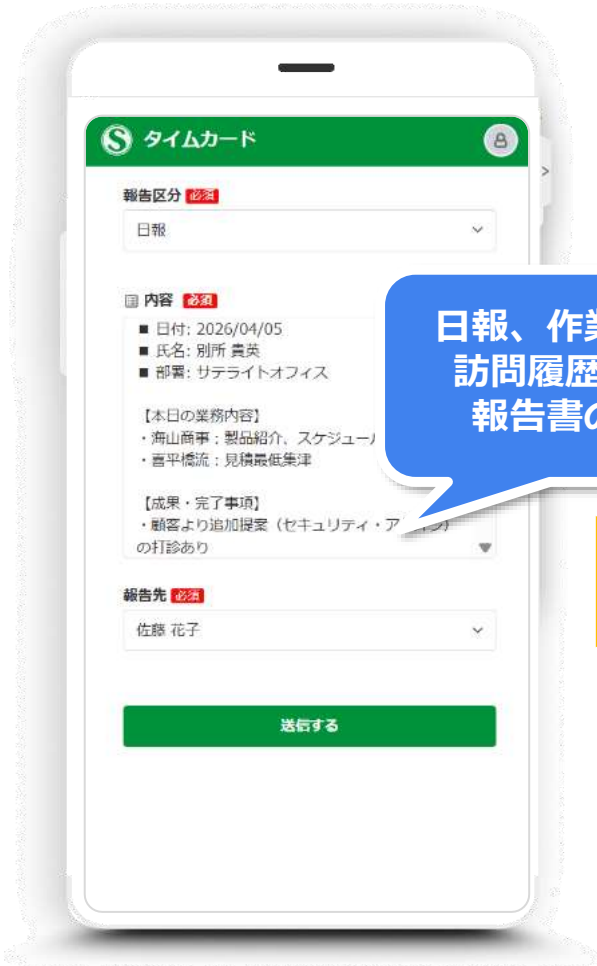 タイムカード
報告区分 必須
日報
内容 必須
■ 日付: 2026/04/05
■ 氏名: 別所 貴英
■ 部署: サテライトオフィス
【本日の業務内容】
・海山商事：製品紹介、スケジュール
・喜平橋流：見積最低集津
【成果・完了事項】
・顧客より追加提案（セキュリティ・ア
の打診あり
日報、作業
訪問履歴
報告書の
報告先 必須
佐藤 花子
送信する